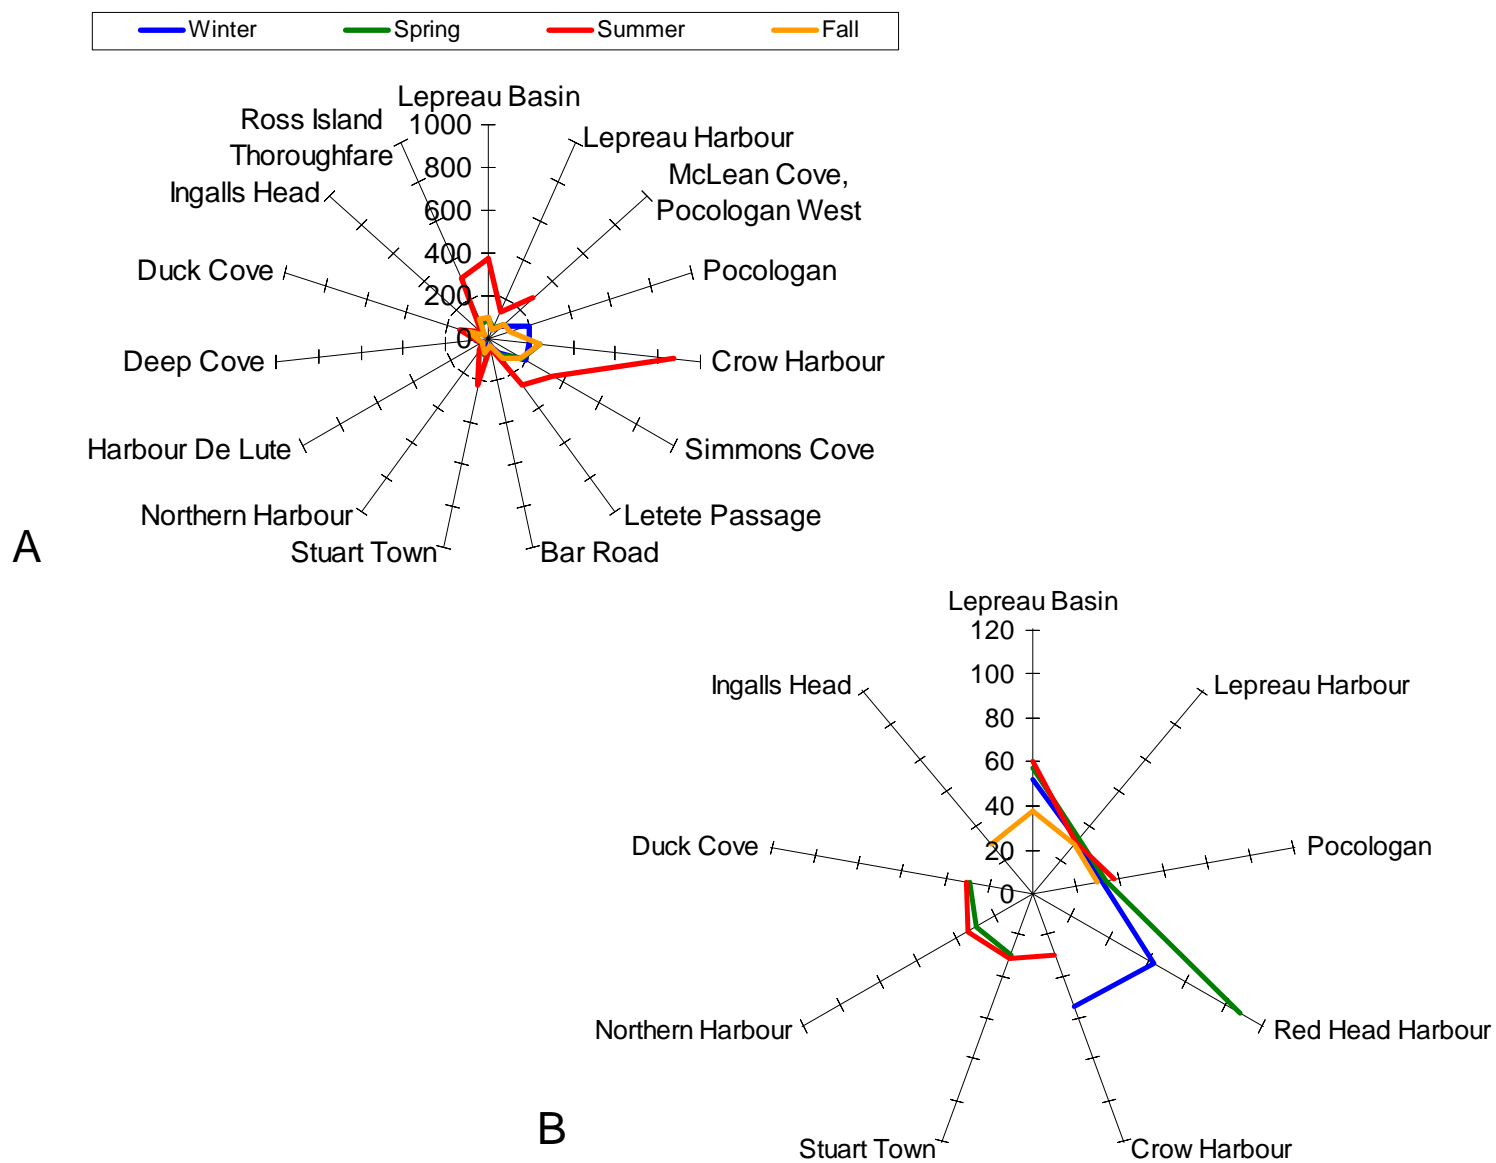 Winter Spring Summer Fall
Lepreau Basin
Ross Island
Thoroughfare
1000
Lepreau Harbour
800
McLean Cove,
Pocologan West
Ingalls Head
600
400
Duck Cove
Pocologan
200
0
Deep Cove
Crow Harbour
Harbour De Lute
Simmons Cove
Northern Harbour
Letete Passage
Stuart Town
Bar Road
A
Lepreau Basin
120
100
80
60
40
20
0
Ingalls Head
Lepreau Harbour
Duck Cove
Pocologan
Northern Harbour
Red Head Harbour
Stuart Town
Crow Harbour
B